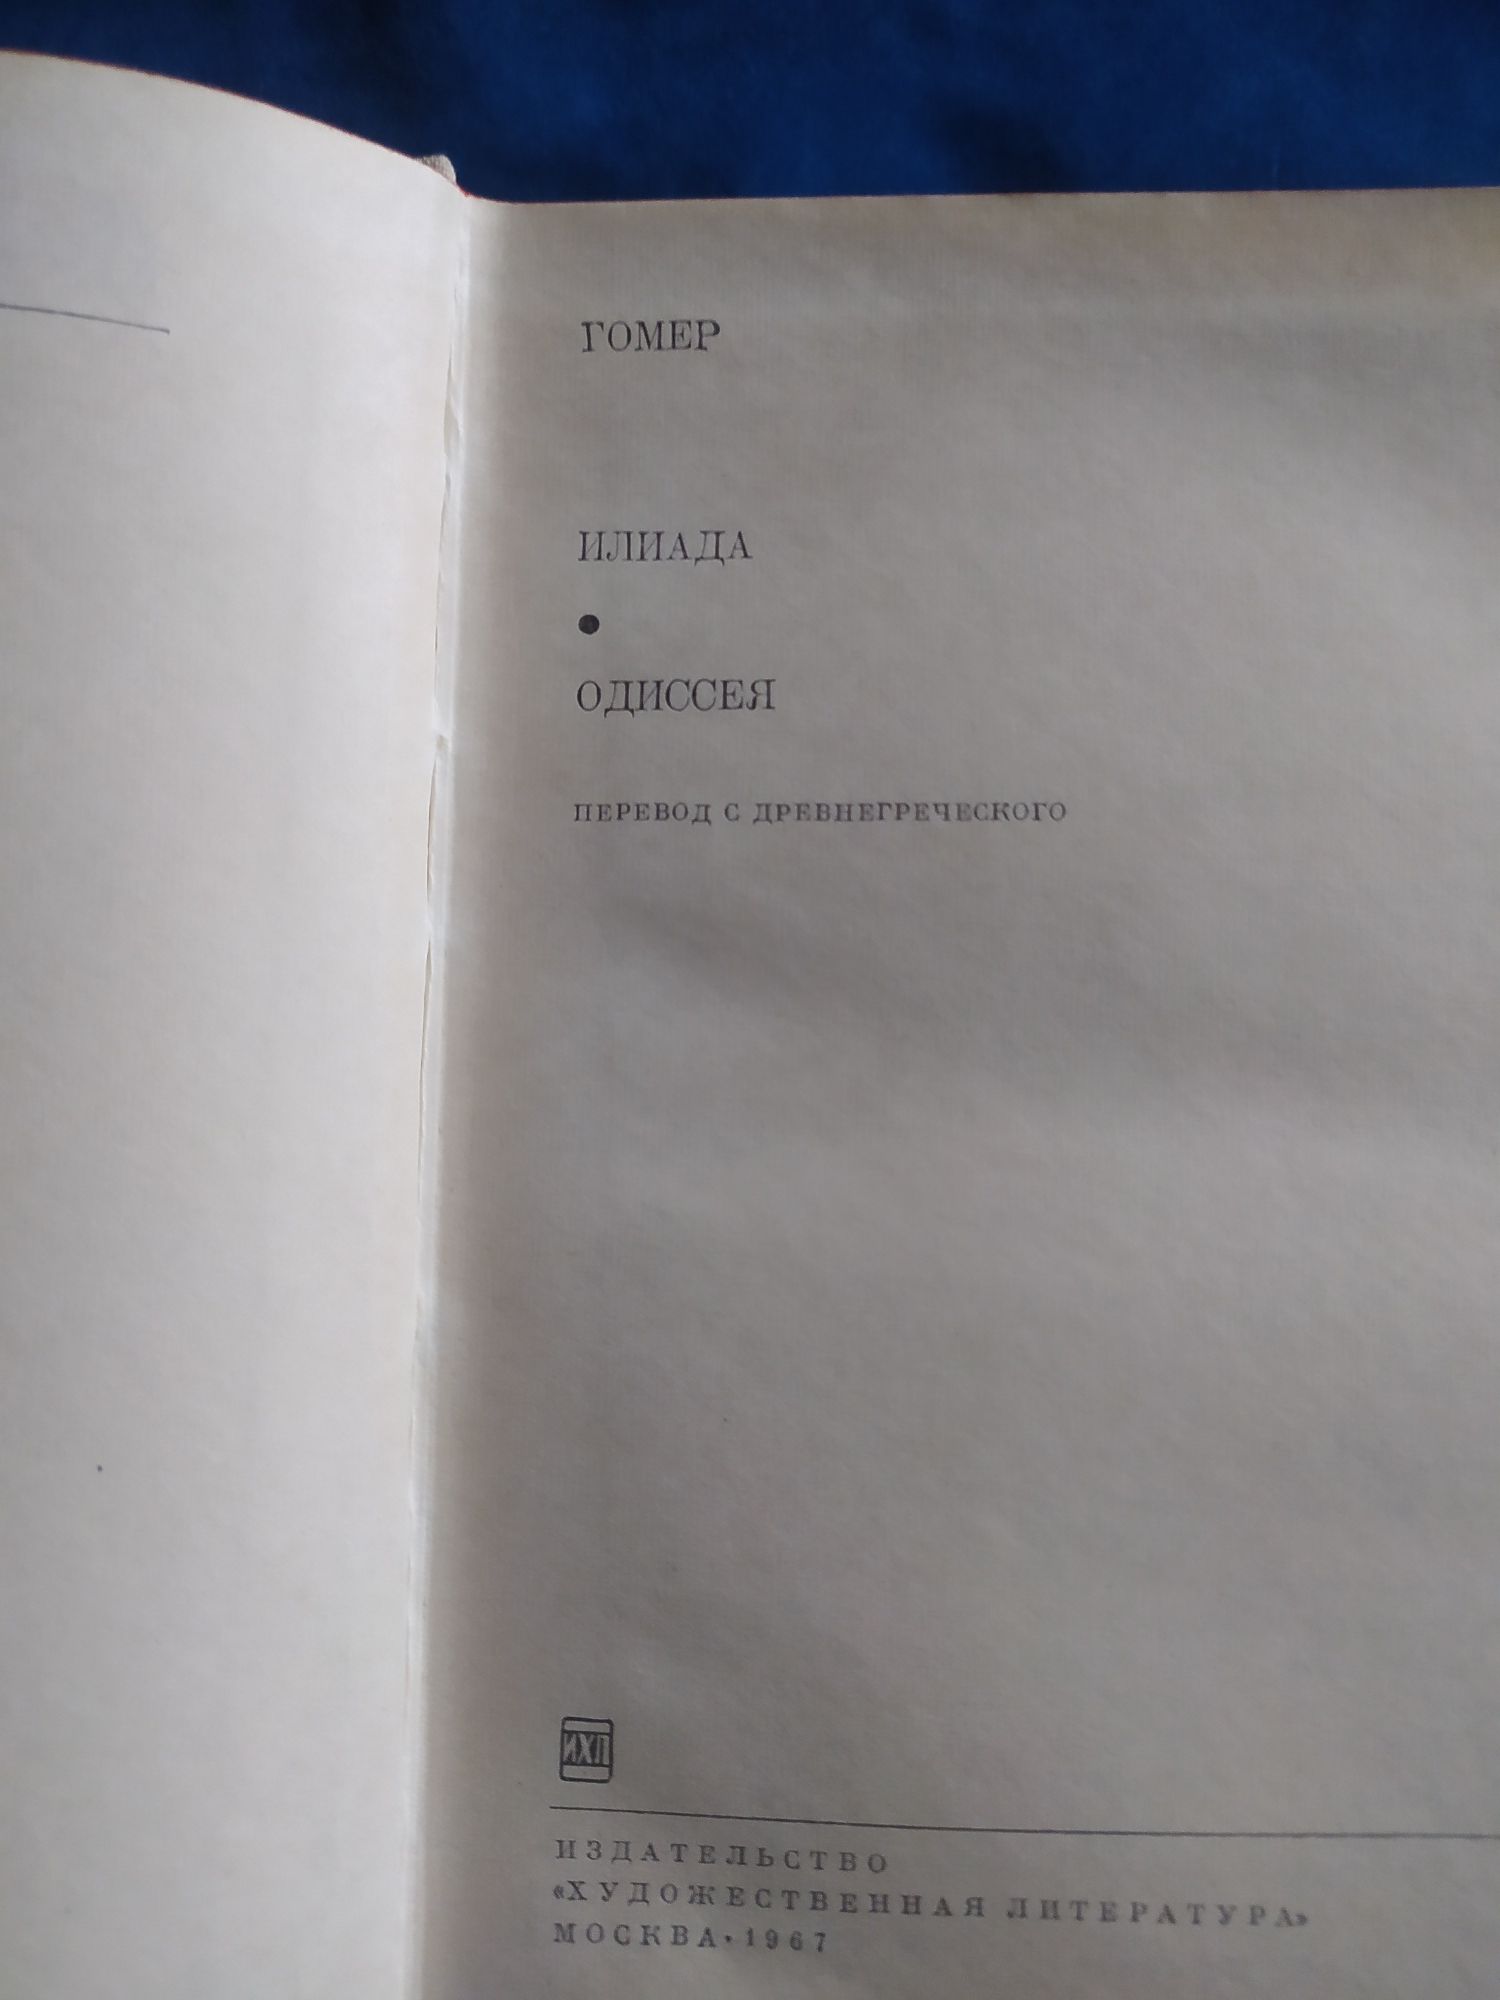 ГОМЕР
ИЛИАДА
●
ОДИССЕЯ
ПЕРЕВОД С ДРЕВНЕГРЕЧЕСКОГО
ИХЛ
ИЗДАТЕЛЬСТВО
«ХУДОЖЕСТВЕННАЯ ЛИТЕРАТУРА»
МОСКВА · 1967